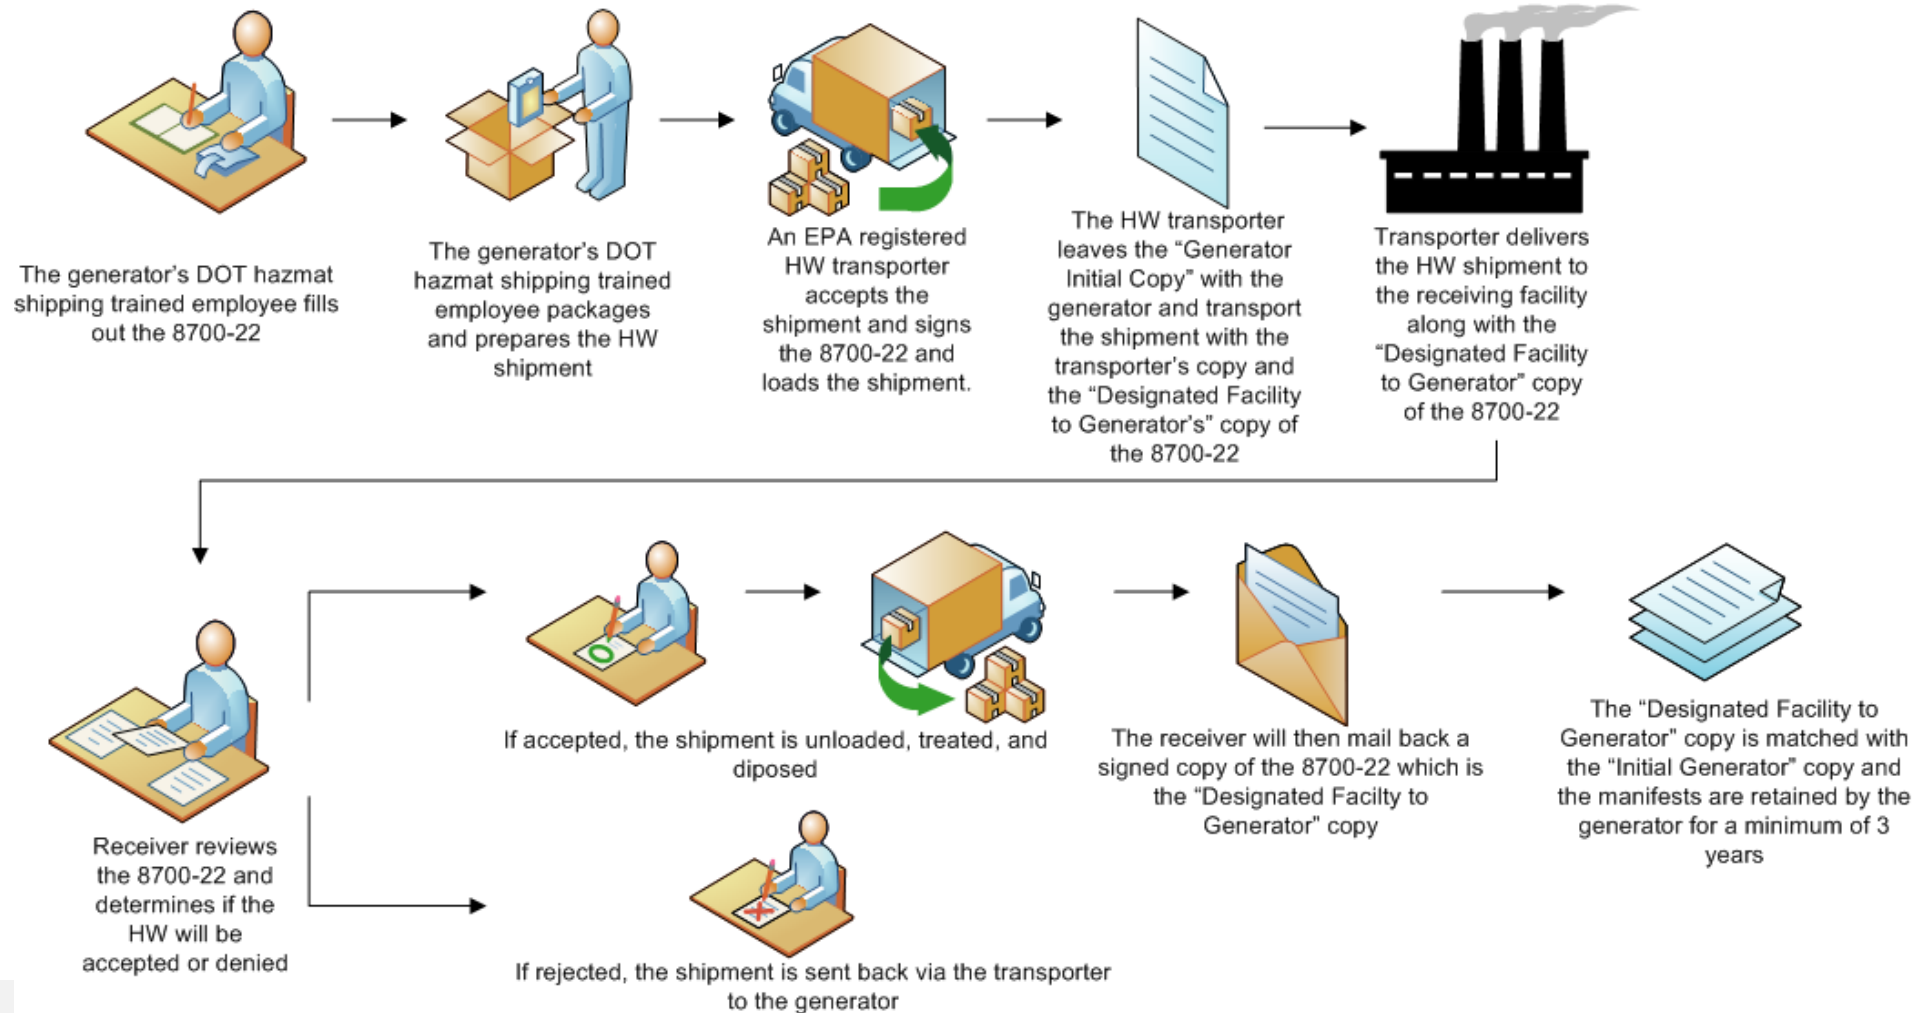 The generator's DOT hazmat
shipping trained employee fills
out the 8700-22
The generator's DOT
hazmat shipping trained
employee packages
and prepares the HW
shipment
An EPA registered
HW transporter
accepts the
shipment and signs
the 8700-22 and
loads the shipment.
The HW transporter
leaves the “Generator
Initial Copy” with the
generator and transport
the shipment with the
transporter's copy and
the “Designated Facility
to Generator's” copy of
the 8700-22
Transporter delivers
the HW shipment to
the receiving facility
along with the
“Designated Facility
to Generator” copy
of the 8700-22
Receiver reviews
the 8700-22 and
determines if the
HW will be
accepted or denied
If accepted, the shipment is unloaded, treated, and
diposed
If rejected, the shipment is sent back via the transporter
to the generator
The receiver will then mail back a
signed copy of the 8700-22 which is
the “Designated Facilty to
Generator” copy
The “Designated Facility to
Generator” copy is matched with
the “Initial Generator” copy and
the manifests are retained by the
generator for a minimum of 3
years